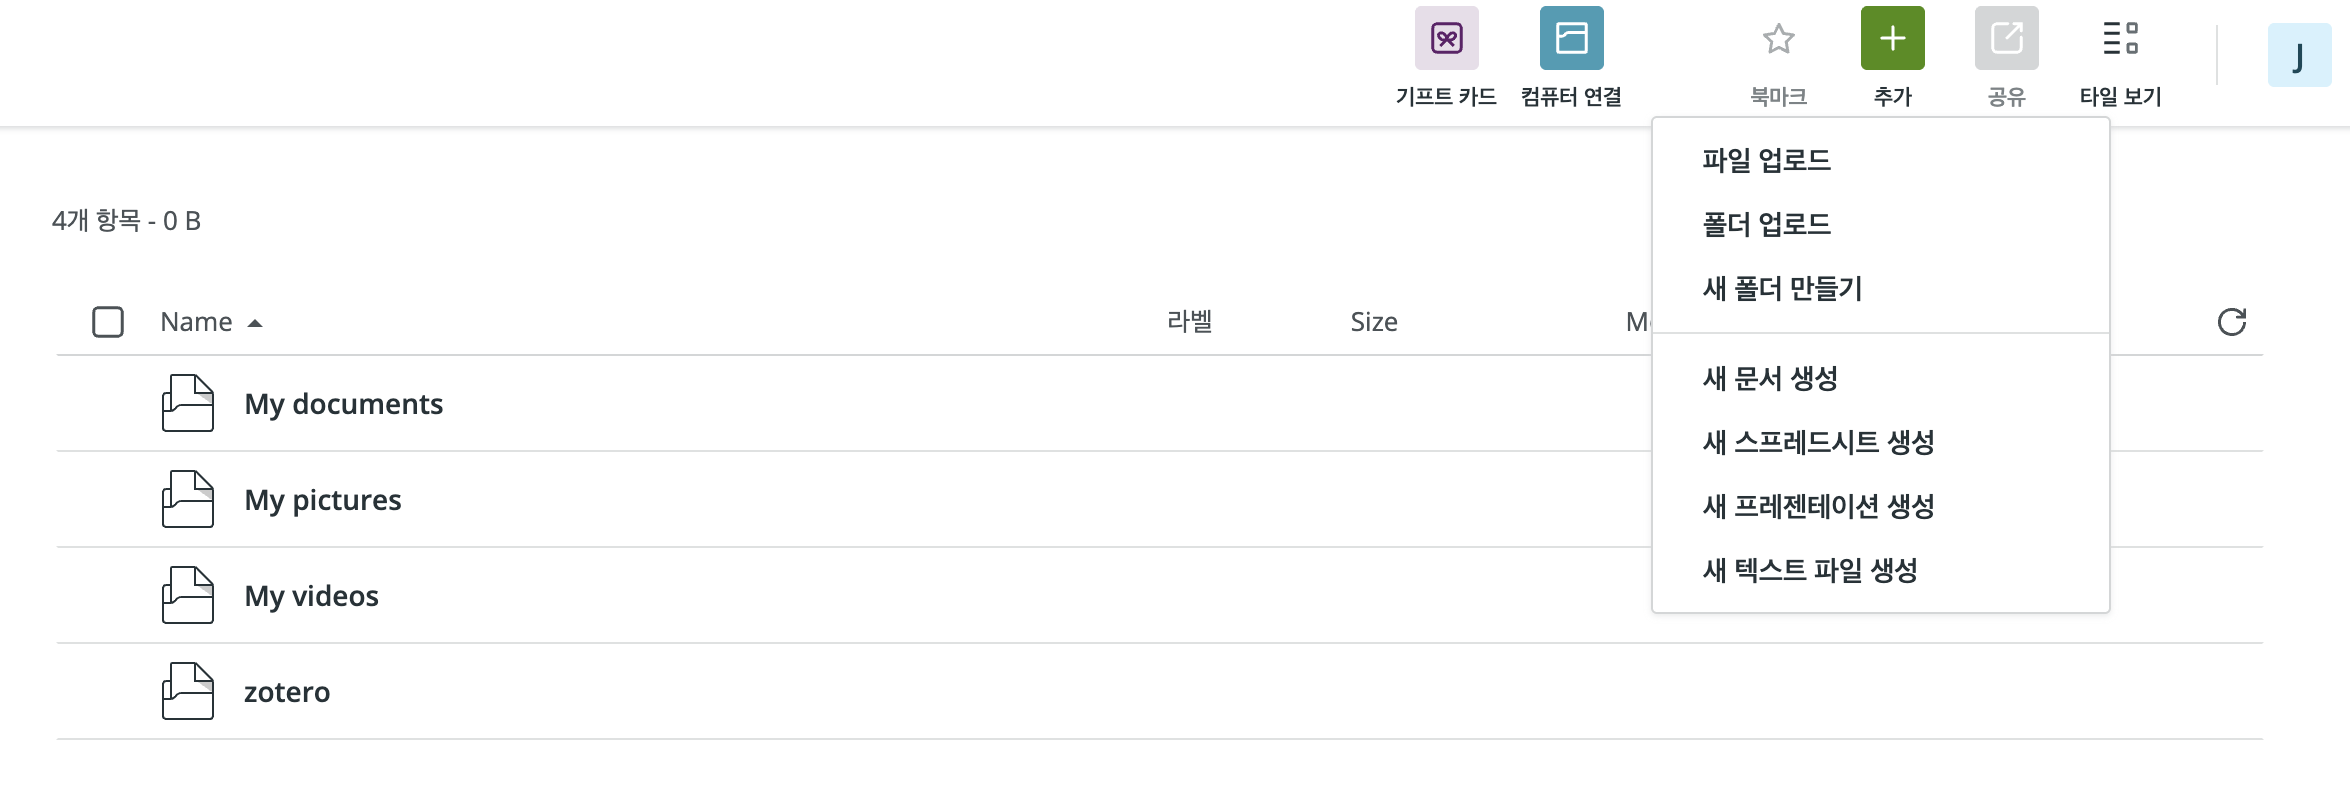 기프트 카드
컴퓨터 연결
북마크
추가
공유
타일 보기
J
파일 업로드
폴더 업로드
새 폴더 만들기
새 문서 생성
새 스프레드시트 생성
새 프레젠테이션 생성
새 텍스트 파일 생성
4개 항목 - 0 B
Name
라벨
Size
My documents
My pictures
My videos
zotero